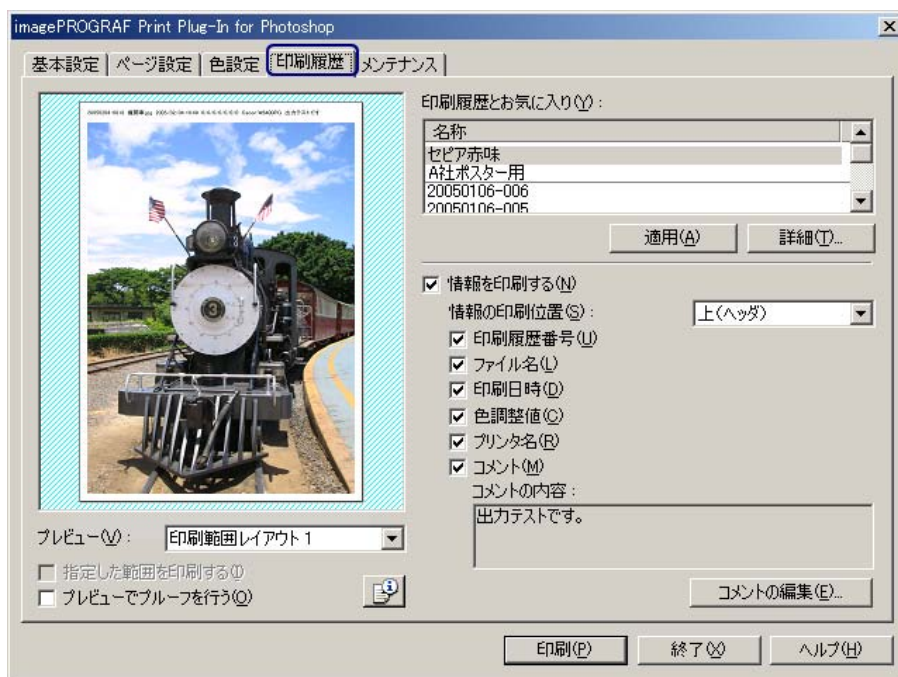 imagePROGRAF Print Plug-In for Photoshop
基本設定 ページ設定 色設定 印刷履歴 メンテナンス
印刷履歴とお気に入り(Y):
名称
セピア赤味
A社ポスター用
20050106-006
20050106-005
適用(A) 詳細(T)...
情報を印刷する(N)
情報の印刷位置(S): 上(ヘッダ)
印刷履歴番号(U)
ファイル名(L)
印刷日時(D)
色調整値(C)
プリンタ名(R)
コメント(M)
コメントの内容:
出力テストです。
コメントの編集(E)...
3
プレビュー(V): 印刷範囲レイアウト 1
指定した範囲を印刷する(I)
プレビューでプルーフを行う(O)
印刷(P) 終了(X) ヘルプ(H)